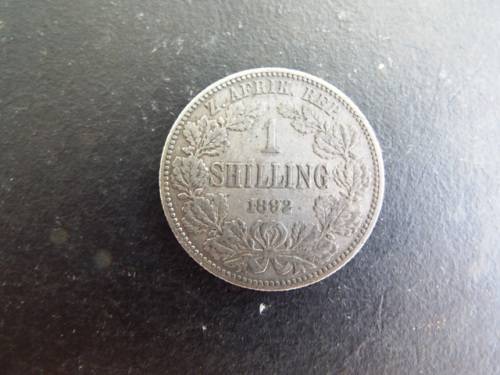 Z. AFRIK. REP.
1
SHILLING
1892